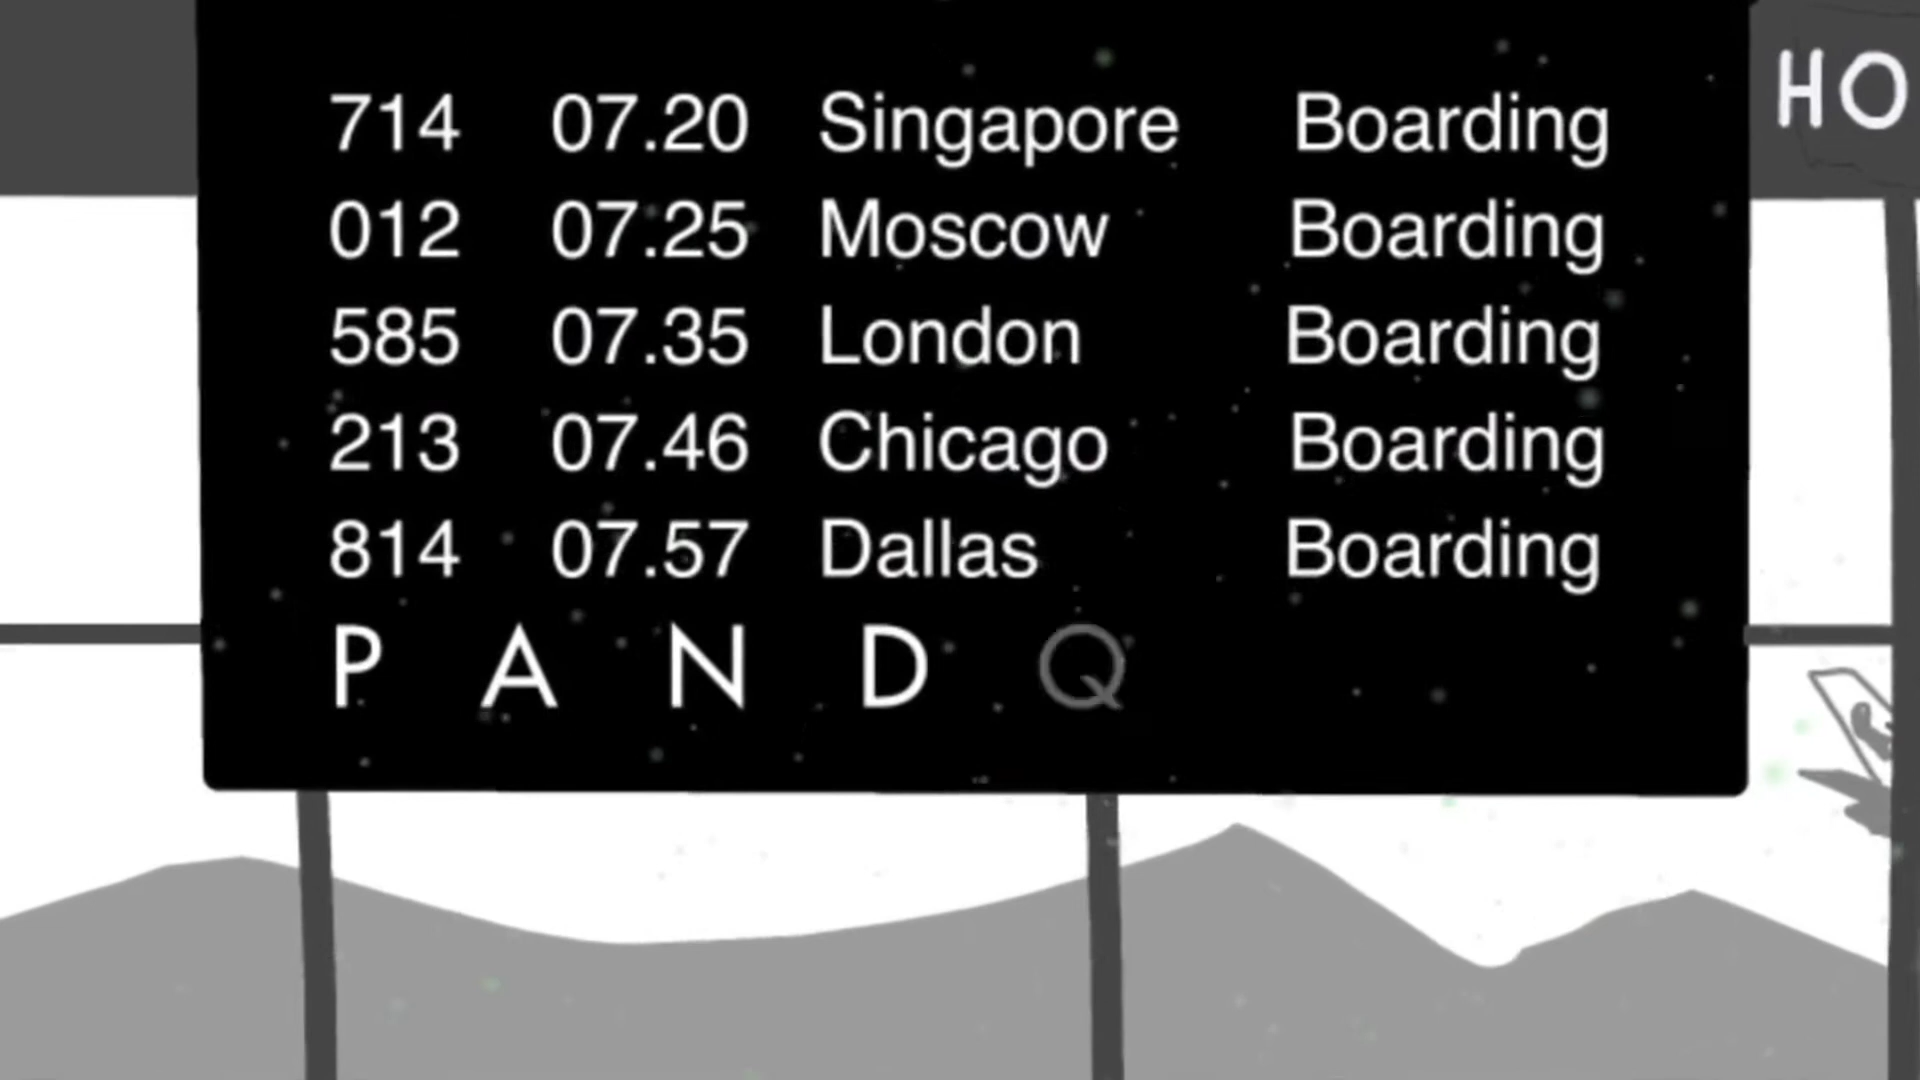 714 07.20 Singapore Boarding
012 07.25 Moscow Boarding
585 07.35 London Boarding
213 07.46 Chicago Boarding
814 07.57 Dallas Boarding
P A N D Q
HO